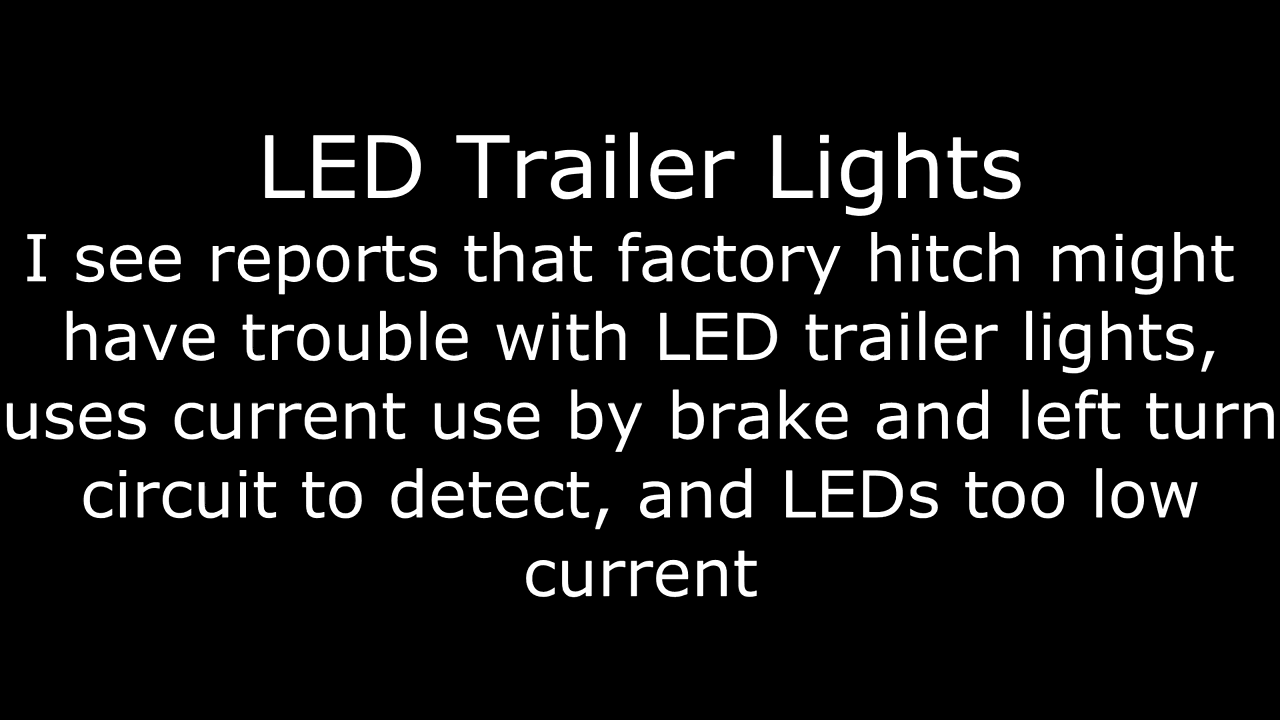 LED Trailer Lights
I see reports that factory hitch might
have trouble with LED trailer lights,
uses current use by brake and left turn
circuit to detect, and LEDs too low
current